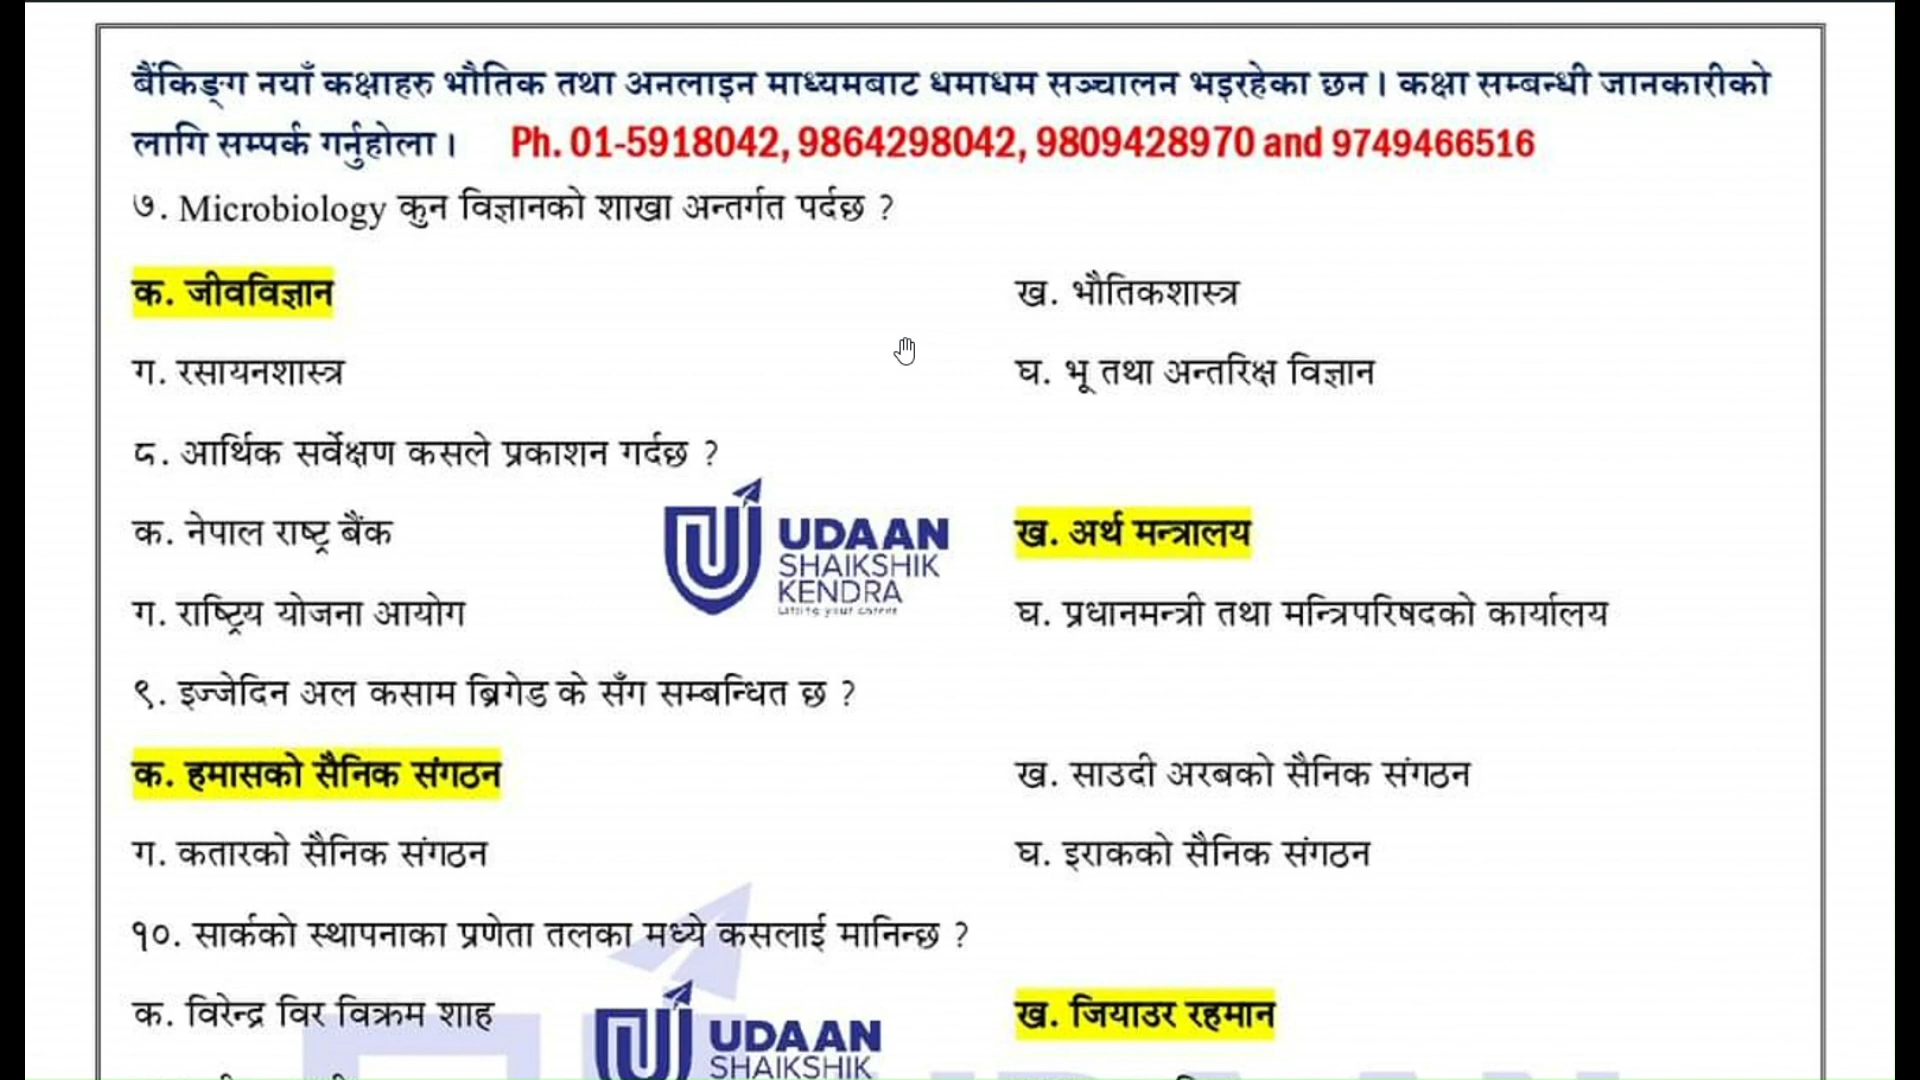 बैंकिङ्ग नयाँ कक्षाहरु भौतिक तथा अनलाइन माध्यमबाट धमाधम सञ्चालन भइरहेका छन । कक्षा सम्बन्धी जानकारीको
लागि सम्पर्क गर्नुहोला । Ph. 01-5918042, 9864298042, 9809428970 and 9749466516
७. Microbiology कुन विज्ञानको शाखा अन्तर्गत पर्दछ ?
क. जीवविज्ञान ख. भौतिकशास्त्र
ग. रसायनशास्त्र घ. भू तथा अन्तरिक्ष विज्ञान
८. आर्थिक सर्वेक्षण कसले प्रकाशन गर्दछ ?
क. नेपाल राष्ट्र बैंक ख. अर्थ मन्त्रालय
UDAAN
SHAIKSHIK
KENDRA
Lifting your career
ग. राष्ट्रिय योजना आयोग घ. प्रधानमन्त्री तथा मन्त्रिपरिषदको कार्यालय
९. इज्जेदिन अल कसाम ब्रिगेड के सँग सम्बन्धित छ ?
क. हमासको सैनिक संगठन ख. साउदी अरबको सैनिक संगठन
ग. कतारको सैनिक संगठन घ. इराकको सैनिक संगठन
१०. सार्कको स्थापनाका प्रणेता तलका मध्ये कसलाई मानिन्छ ?
क. विरेन्द्र विर विक्रम शाह ख. जियाउर रहमान
UDAAN
SHAIKSHIK